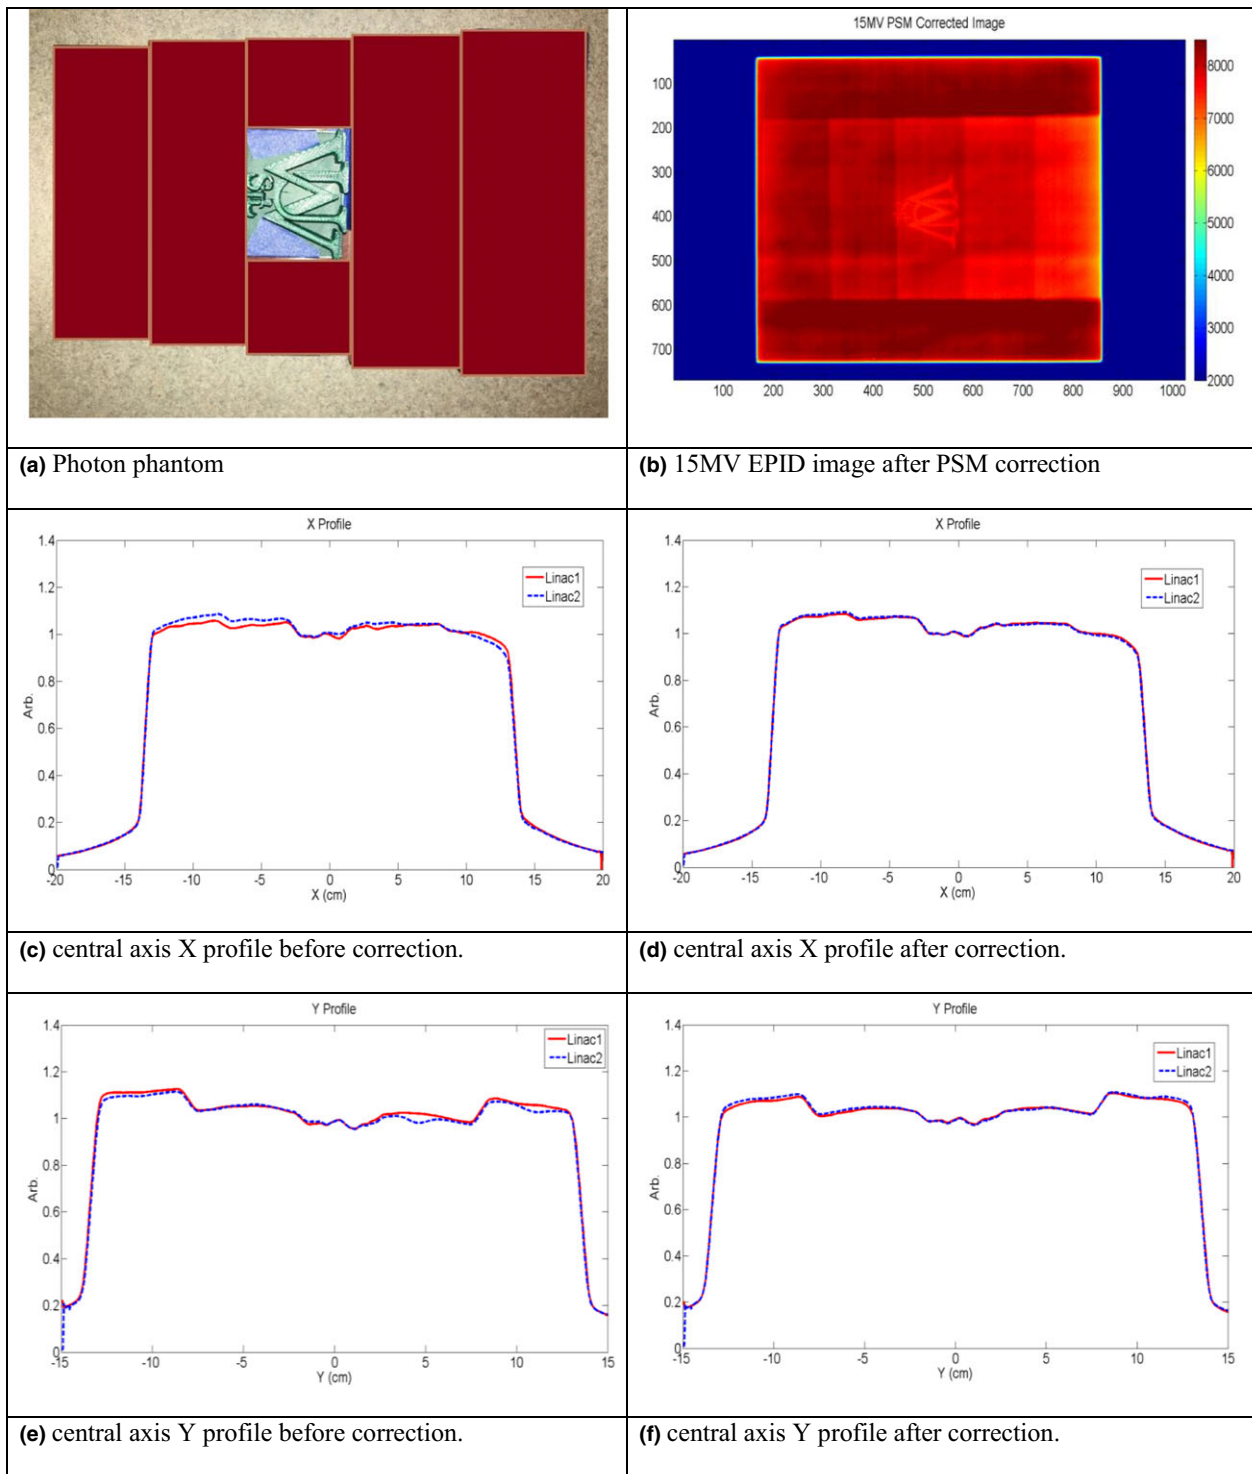 15MV PSM Corrected Image
100
200
300
400
500
600
700
100 200 300 400 500 600 700 800 900 1000
8000
7000
6000
5000
4000
3000
2000
(a) Photon phantom
(b) 15MV EPID image after PSM correction
X Profile
1.4
1.2
1
0.8
0.6
0.4
0.2
0
Arb.
-20 -15 -10 -5 0 5 10 15 20
X (cm)
Linac1
Linac2
X Profile
1.4
1.2
1
0.8
0.6
0.4
0.2
0
Arb.
-20 -15 -10 -5 0 5 10 15 20
X (cm)
Linac1
Linac2
(c) central axis X profile before correction.
(d) central axis X profile after correction.
Y Profile
1.4
1.2
1
0.8
0.6
0.4
0.2
0
Arb.
-15 -10 -5 0 5 10 15
Y (cm)
Linac1
Linac2
Y Profile
1.4
1.2
1
0.8
0.6
0.4
0.2
0
Arb.
-15 -10 -5 0 5 10 15
Y (cm)
Linac1
Linac2
(e) central axis Y profile before correction.
(f) central axis Y profile after correction.